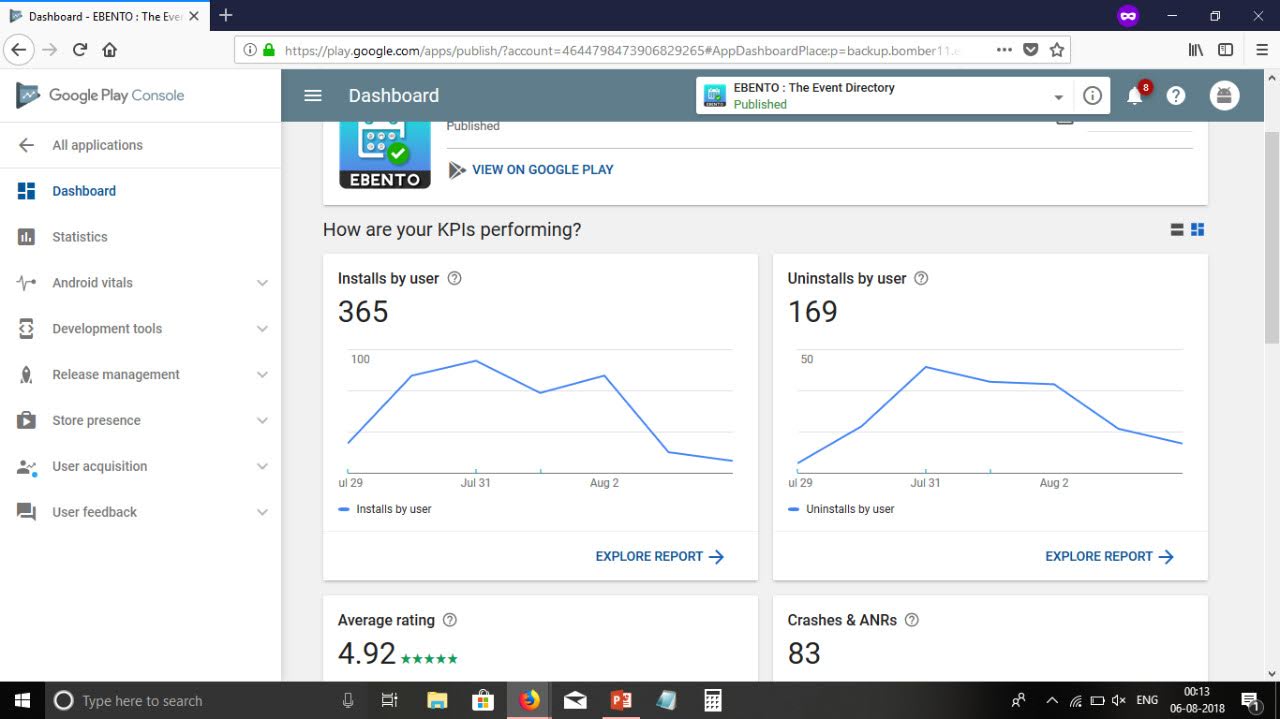 Dashboard - EBENTO : The Ever
https://play.google.com/apps/publish/?account=4644798473906829265#AppDashboardPlace:p=backup.bomber11.e
Google Play Console
Dashboard
EBENTO : The Event Directory
Published
8
All applications
Dashboard
Statistics
Android vitals
Development tools
Release management
Store presence
User acquisition
User feedback
EBENTO
Published
VIEW ON GOOGLE PLAY
How are your KPIs performing?
Installs by user
365
100
ul 29 Jul 31 Aug 2
Installs by user
EXPLORE REPORT
Uninstalls by user
169
50
ul 29 Jul 31 Aug 2
Uninstalls by user
EXPLORE REPORT
Average rating
4.92
Crashes & ANRs
83
Type here to search
ENG
00:13
06-08-2018
1